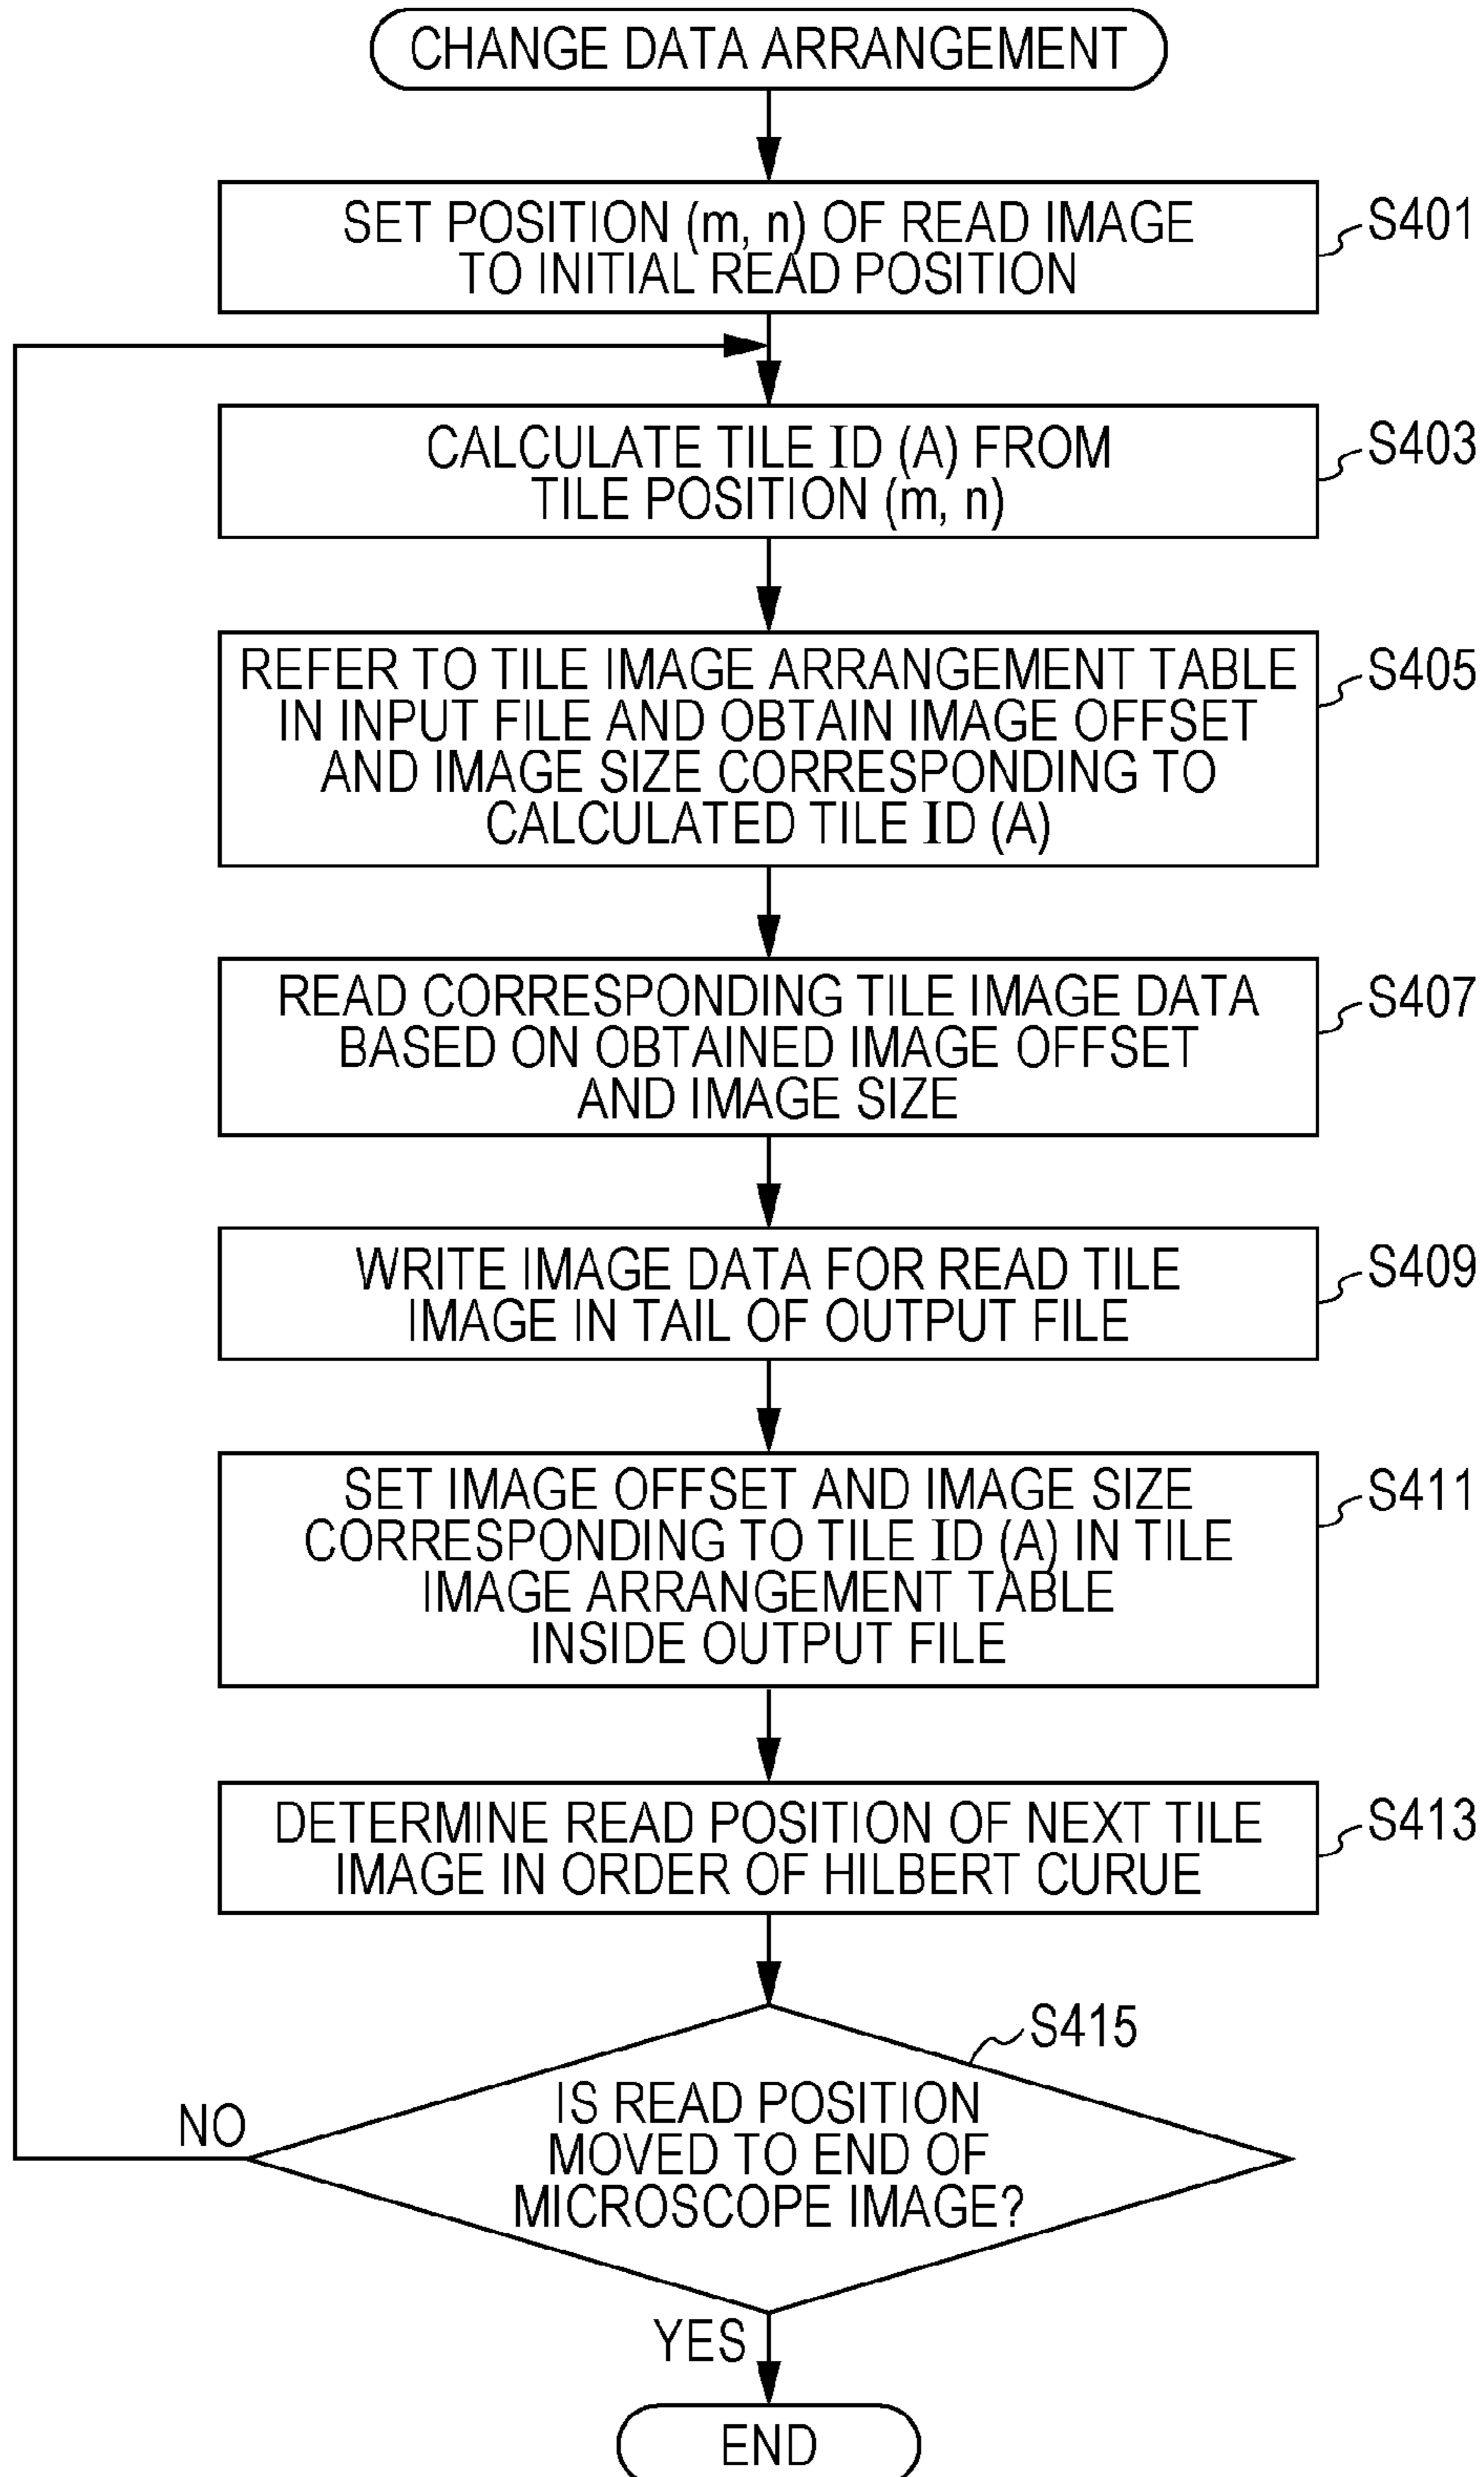 CHANGE DATA ARRANGEMENT
SET POSITION (m, n) OF READ IMAGE
TO INITIAL READ POSITION
S401
CALCULATE TILE ID (A) FROM
TILE POSITION (m, n)
S403
REFER TO TILE IMAGE ARRANGEMENT TABLE
IN INPUT FILE AND OBTAIN IMAGE OFFSET
AND IMAGE SIZE CORRESPONDING TO
CALCULATED TILE ID (A)
S405
READ CORRESPONDING TILE IMAGE DATA
BASED ON OBTAINED IMAGE OFFSET
AND IMAGE SIZE
S407
WRITE IMAGE DATA FOR READ TILE
IMAGE IN TAIL OF OUTPUT FILE
S409
SET IMAGE OFFSET AND IMAGE SIZE
CORRESPONDING TO TILE ID (A) IN TILE
IMAGE ARRANGEMENT TABLE
INSIDE OUTPUT FILE
S411
DETERMINE READ POSITION OF NEXT TILE
IMAGE IN ORDER OF HILBERT CURUE
S413
S415
IS READ POSITION
MOVED TO END OF
MICROSCOPE IMAGE?
NO
YES
END